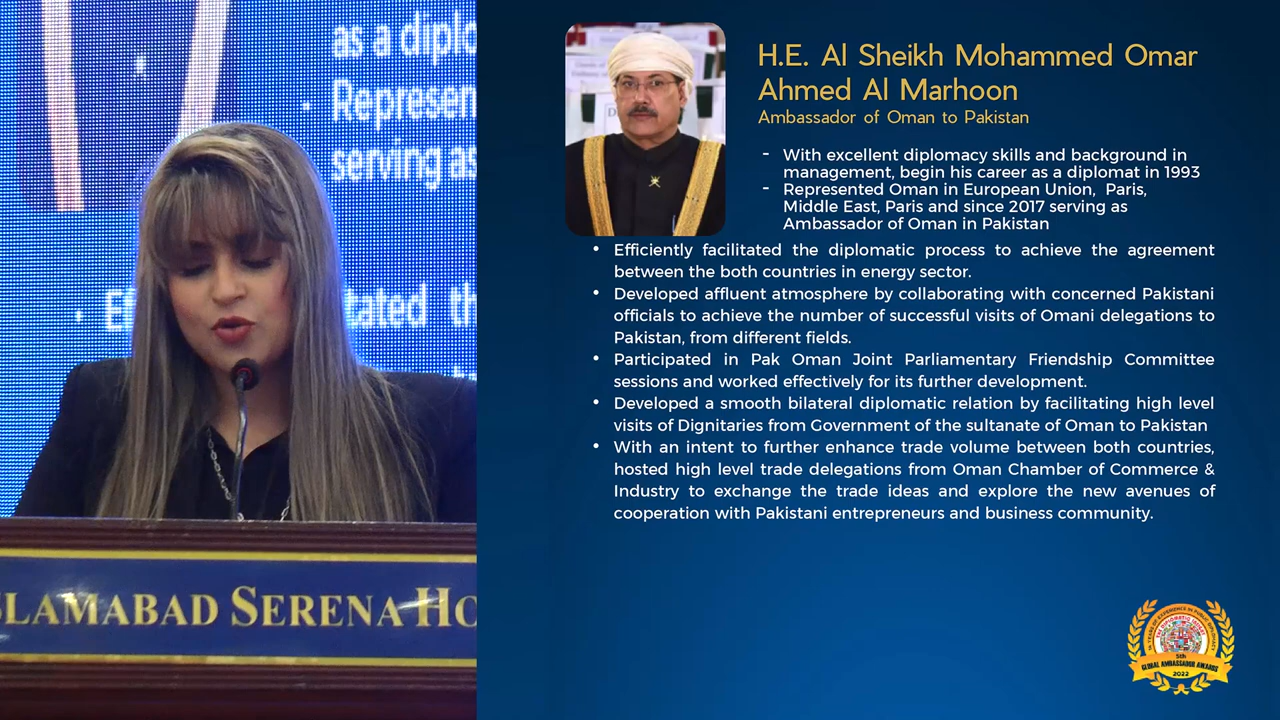 as a diplo
· Represen
serving as
· E
tated th
ISLAMABAD SERENA HO
H.E. Al Sheikh Mohammed Omar
Ahmed Al Marhoon
Ambassador of Oman to Pakistan
- With excellent diplomacy skills and background in
management, begin his career as a diplomat in 1993
- Represented Oman in European Union, Paris,
Middle East, Paris and since 2017 serving as
Ambassador of Oman in Pakistan
• Efficiently facilitated the diplomatic process to achieve the agreement
between the both countries in energy sector.
• Developed affluent atmosphere by collaborating with concerned Pakistani
officials to achieve the number of successful visits of Omani delegations to
Pakistan, from different fields.
• Participated in Pak Oman Joint Parliamentary Friendship Committee
sessions and worked effectively for its further development.
• Developed a smooth bilateral diplomatic relation by facilitating high level
visits of Dignitaries from Government of the sultanate of Oman to Pakistan
• With an intent to further enhance trade volume between both countries,
hosted high level trade delegations from Oman Chamber of Commerce &
Industry to exchange the trade ideas and explore the new avenues of
cooperation with Pakistani entrepreneurs and business community.
5th
GLOBAL AMBASSADOR AWARDS
2022